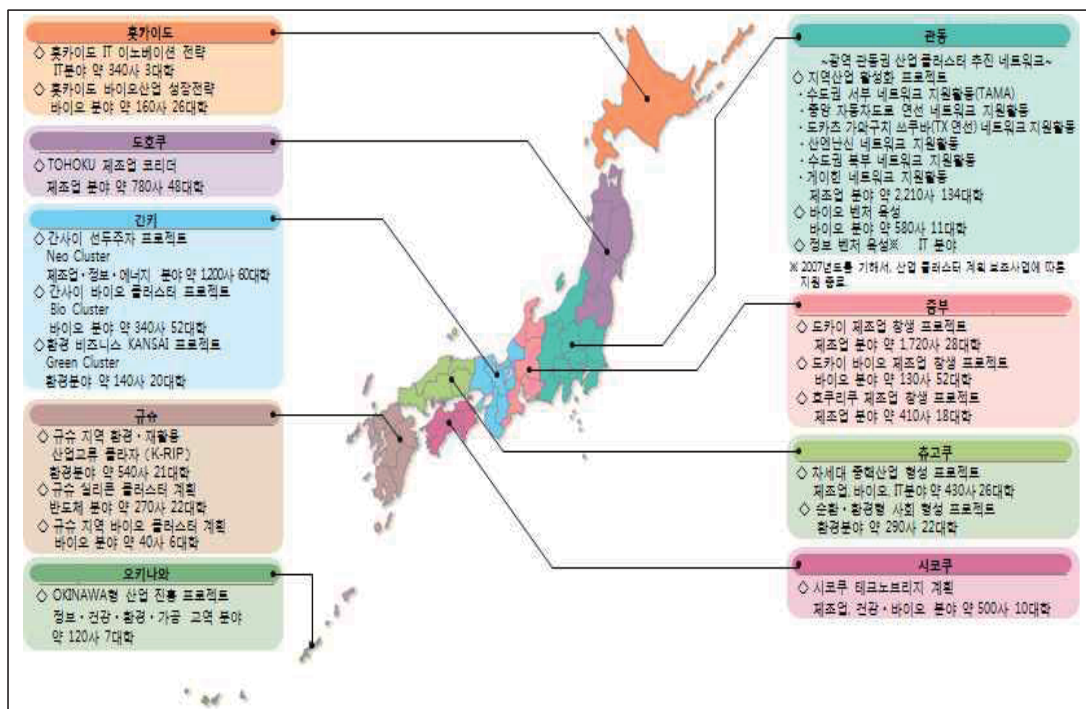 홋카이도
◇ 홋카이도 IT 이노베이션 전략
IT분야 약 340사 3대학
◇ 홋카이도 바이오산업 성장전략
바이오 분야 약 160사 26대학
도호쿠
◇ TOHOKU 제조업 코리더
제조업 분야 약 780사 48대학
간키
◇ 간사이 선두주자 프로젝트
Neo Cluster
제조업・정보・에너지 분야 약 1200사 60대학
◇ 간사이 바이오 클러스터 프로젝트
Bio Cluster
바이오 분야 약 340사 52대학
◇ 환경 비즈니스 KANSAI 프로젝트
Green Cluster
환경분야 약 140사 20대학
규슈
◇ 규슈 지역 환경・재활용
산업교류 플라자 (K-RIP)
환경분야 약 540사 21대학
◇ 규슈 실리콘 클러스터 계획
반도체 분야 약 270사 22대학
◇ 규슈 지역 바이오 클러스터 계획
바이오 분야 약 40사 6대학
오키나와
◇ OKINAWA형 산업 진흥 프로젝트
정보・건강・환경・가공 교역 분야
약 120사 7대학
관동
~광역 관동권 산업 클러스터 추진 네트워크~
◇ 지역산업 활성화 프로젝트
・수도권 서부 네트워크 지원활동(TAMA)
・중앙 자동차도로 연선 네트워크 지원활동
・도카츠 가와구치 쓰쿠바(TX 연선) 네트워크 지원활동
・산엔난신 네트워크 지원활동
・수도권 북부 네트워크 지원활동
・게이힌 네트워크 지원활동
제조업 분야 약 2,210사 134대학
◇ 바이오 벤처 육성
바이오 분야 약 580사 11대학
◇ 정보 벤처 육성※ IT 분야
※ 2007년도를 기해서, 산업 클러스터 계획 보조사업에 따른
지원 종료.
중부
◇ 도카이 제조업 창생 프로젝트
제조업 분야 약 1,720사 28대학
◇ 도카이 바이오 제조업 창생 프로젝트
바이오 분야 약 130사 52대학
◇ 호쿠리쿠 제조업 창생 프로젝트
제조업 분야 약 410사 18대학
츄고쿠
◇ 차세대 중핵산업 형성 프로젝트
제조업, 바이오, IT분야 약 430사 26대학
◇ 순환・환경형 사회 형성 프로젝트
환경분야 약 290사 22대학
시코쿠
◇ 시코쿠 테크노브리지 계획
제조업, 건강・바이오 분야 약 500사 10대학